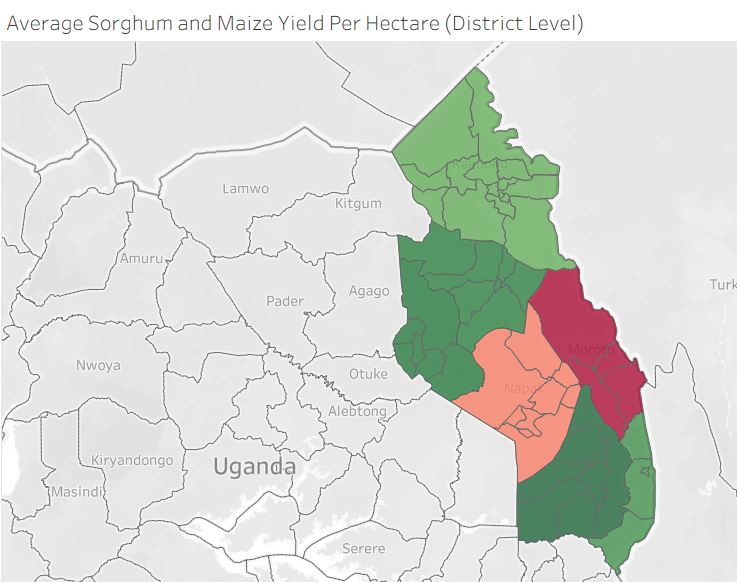 Average Sorghum and Maize Yield Per Hectare (District Level)
Lamwo
Kitgum
Amuru
Agago
Turk
Pader
Moroto
Nwoya
Otuke
Napak
Alebtong
Kiryandongo
Uganda
Masindi
Serere